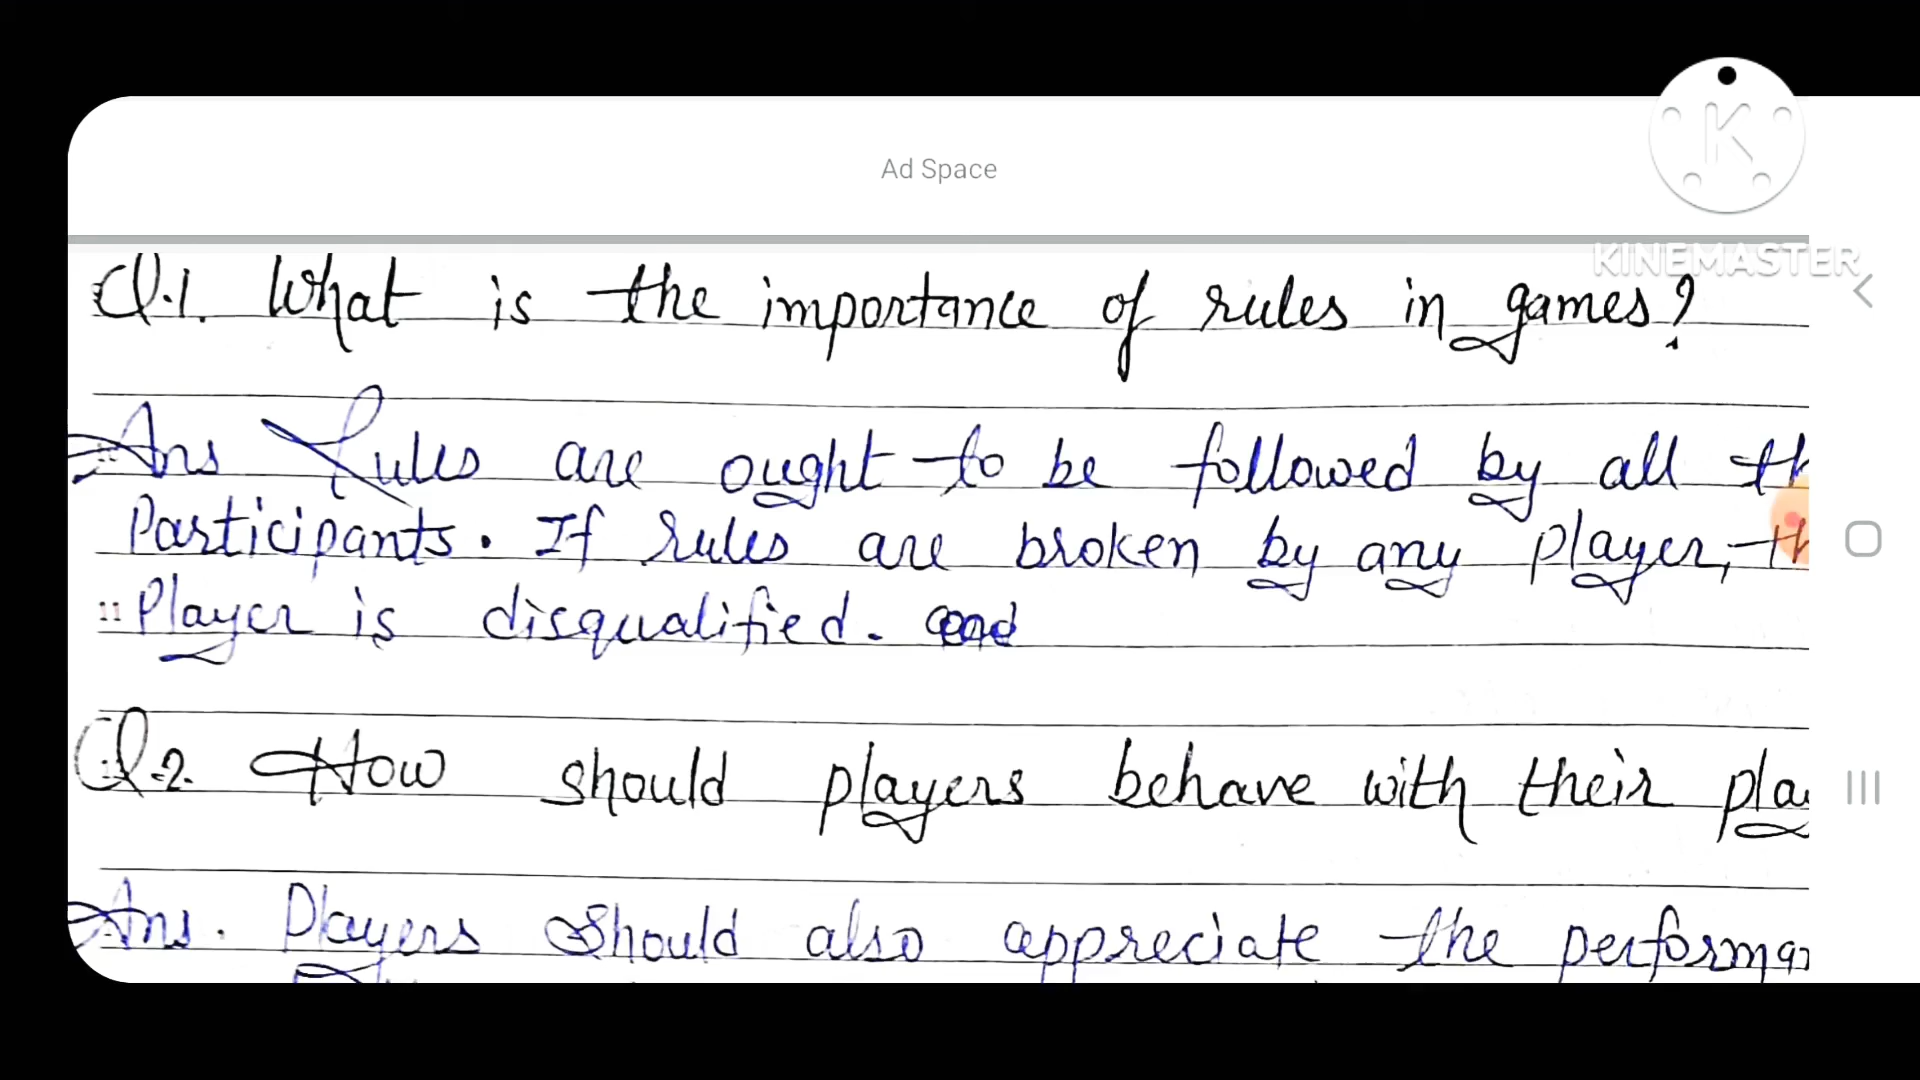 Ad Space
KINEMASTER
Q.1. What is the importance of rules in games?
Ans Rules are ought to be followed by all th
Participants. If rules are broken by any player, th
Player is disqualified.
Q.2. How should players behave with their play
Ans. Players should also appreciate the performan